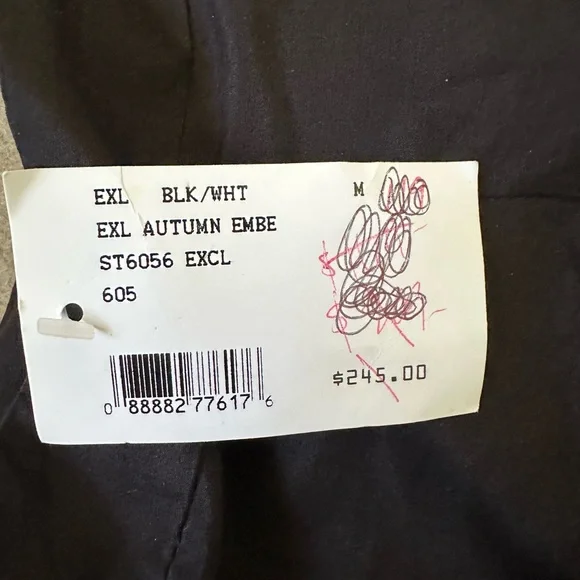 EXL BLK/WHT M
EXL AUTUMN EMBE
ST6056 EXCL
605
$245.00
0 88882 77617 6